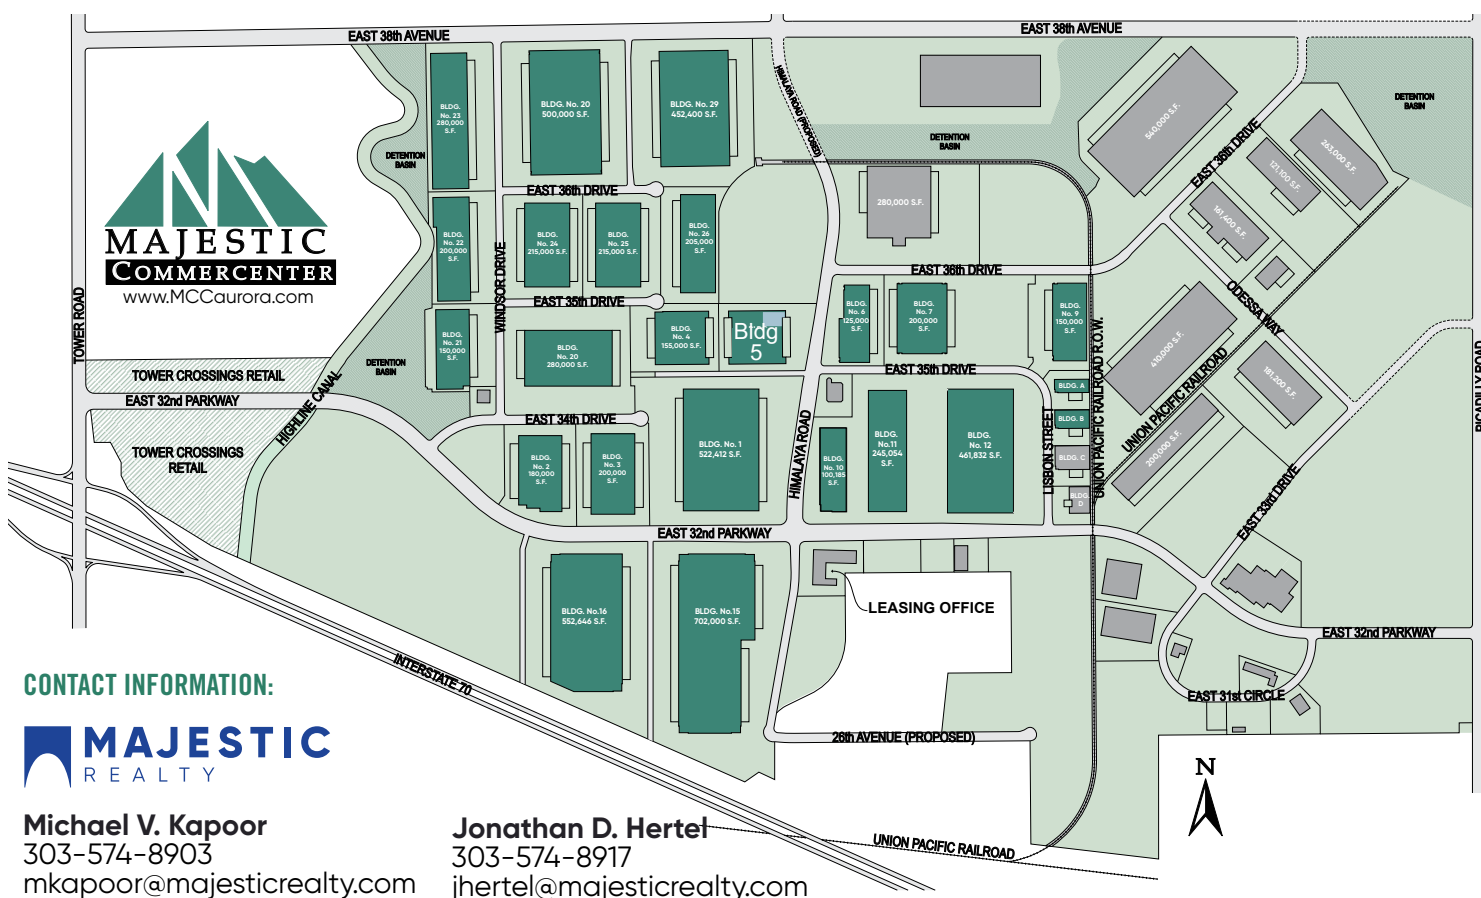 EAST 38th AVENUE
EAST 38th AVENUE
BLDG.
No. 23
280,000
S.F.
BLDG. No. 20
500,000 S.F.
BLDG. No. 29
452,400 S.F.
HIMALAYA ROAD (PROPOSED)
DETENTION
BASIN
DETENTION
BASIN
DETENTION
BASIN
540,000 S.F.
EAST 36th DRIVE
121,100 S.F.
263,000 S.F.
161,400 S.F.
280,000 S.F.
MAJESTIC
COMMERCENTER
www.MCCaurora.com
EAST 36th DRIVE
BLDG.
No. 22
200,000
S.F.
BLDG.
No. 24
215,000 S.F.
BLDG.
No. 25
215,000 S.F.
BLDG.
No. 26
205,000
S.F.
WINDSOR DRIVE
EAST 36th DRIVE
EAST 35th DRIVE
ODESSA WAY
TOWER ROAD
BLDG.
No. 21
150,000
S.F.
BLDG.
No. 20
280,000 S.F.
BLDG.
No. 4
155,000 S.F.
Bldg
5
BLDG.
No. 6
125,000
S.F.
BLDG.
No. 7
200,000
S.F.
BLDG.
No. 9
150,000
S.F.
UNION PACIFIC RAILROAD R.O.W.
410,000 S.F.
UNION PACIFIC RAILROAD
181,200 S.F.
PICADILLY ROAD
DETENTION
BASIN
TOWER CROSSINGS RETAIL
EAST 32nd PARKWAY
HIGHLINE CANAL
EAST 35th DRIVE
BLDG. A
BLDG. B
BLDG. C
BLDG.
D
LISBON STREET
200,000 S.F.
TOWER CROSSINGS
RETAIL
EAST 34th DRIVE
BLDG.
No. 2
180,000
S.F.
BLDG.
No. 3
200,000
S.F.
BLDG. No. 1
522,412 S.F.
HIMALAYA ROAD
BLDG.
No. 10
100,185
S.F.
BLDG.
No.11
245,054
S.F.
BLDG.
No. 12
461,832 S.F.
EAST 33rd DRIVE
EAST 32nd PARKWAY
BLDG. No.16
552,646 S.F.
BLDG. No.15
702,000 S.F.
LEASING OFFICE
EAST 32nd PARKWAY
INTERSTATE 70
EAST 31st CIRCLE
26th AVENUE (PROPOSED)
N
UNION PACIFIC RAILROAD
CONTACT INFORMATION:
MAJESTIC
REALTY
Michael V. Kapoor
303-574-8903
mkapoor@majesticrealty.com
Jonathan D. Hertel
303-574-8917
jhertel@majesticrealty.com